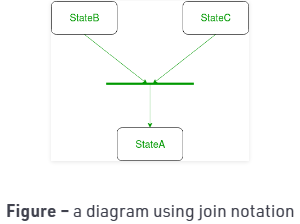 StateB
StateC
StateA
Figure – a diagram using join notation